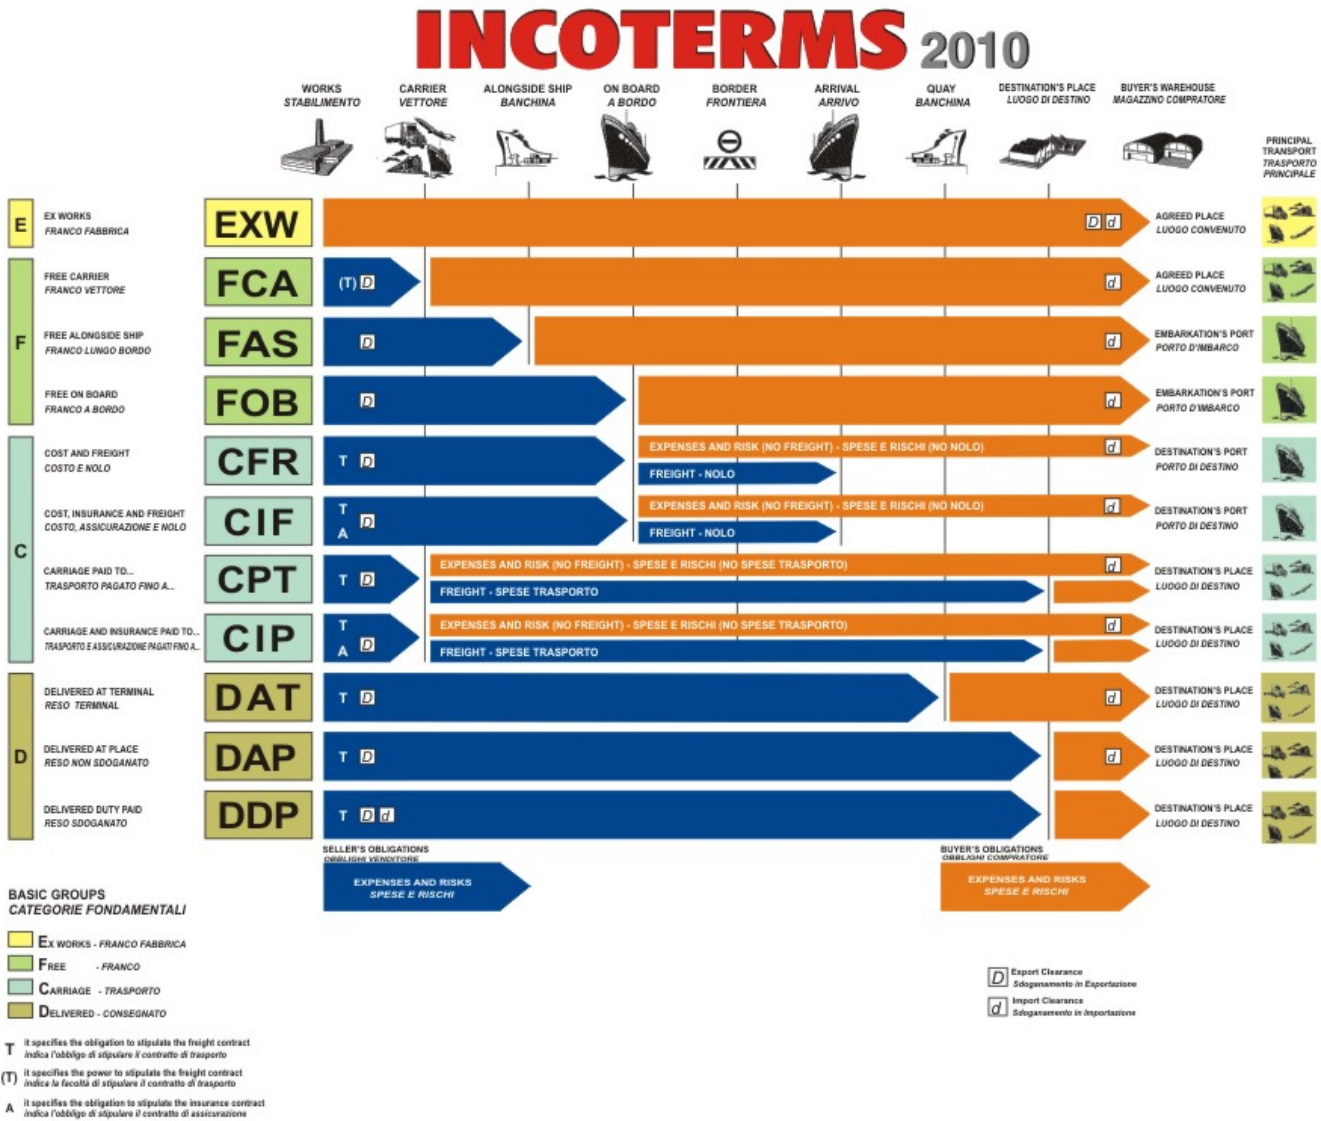 INCOTERMS 2010
WORKS
STABILIMENTO
CARRIER
VETTORE
ALONGSIDE SHIP
BANCHINA
ON BOARD
A BORDO
BORDER
FRONTIERA
ARRIVAL
ARRIVO
QUAY
BANCHINA
DESTINATION'S PLACE
LUOGO DI DESTINO
BUYER'S WAREHOUSE
MAGAZZINO COMPRATORE
PRINCIPAL
TRANSPORT
TRASPORTO
PRINCIPALE
E
EX WORKS
FRANCO FABBRICA
EXW
D d
AGREED PLACE
LUOGO CONVENUTO
F
FREE CARRIER
FRANCO VETTORE
FCA
(T) D
d
AGREED PLACE
LUOGO CONVENUTO
FREE ALONGSIDE SHIP
FRANCO LUNGO BORDO
FAS
D
d
EMBARKATION'S PORT
PORTO D'IMBARCO
FREE ON BOARD
FRANCO A BORDO
FOB
D
d
EMBARKATION'S PORT
PORTO D'IMBARCO
C
COST AND FREIGHT
COSTO E NOLO
CFR
T D
EXPENSES AND RISK (NO FREIGHT) - SPESE E RISCHI (NO NOLO)
d
FREIGHT - NOLO
DESTINATION'S PORT
PORTO DI DESTINO
COST, INSURANCE AND FREIGHT
COSTO, ASSICURAZIONE E NOLO
CIF
T
A D
EXPENSES AND RISK (NO FREIGHT) - SPESE E RISCHI (NO NOLO)
d
FREIGHT - NOLO
DESTINATION'S PORT
PORTO DI DESTINO
CARRIAGE PAID TO...
TRASPORTO PAGATO FINO A...
CPT
T D
EXPENSES AND RISK (NO FREIGHT) - SPESE E RISCHI (NO SPESE TRASPORTO)
d
FREIGHT - SPESE TRASPORTO
DESTINATION'S PLACE
LUOGO DI DESTINO
CARRIAGE AND INSURANCE PAID TO...
TRASPORTO E ASSICURAZIONE PAGATI FINO A...
CIP
T
A D
EXPENSES AND RISK (NO FREIGHT) - SPESE E RISCHI (NO SPESE TRASPORTO)
d
FREIGHT - SPESE TRASPORTO
DESTINATION'S PLACE
LUOGO DI DESTINO
D
DELIVERED AT TERMINAL
RESO TERMINAL
DAT
T D
d
DESTINATION'S PLACE
LUOGO DI DESTINO
DELIVERED AT PLACE
RESO NON SDOGANATO
DAP
T D
d
DESTINATION'S PLACE
LUOGO DI DESTINO
DELIVERED DUTY PAID
RESO SDOGANATO
DDP
T D d
DESTINATION'S PLACE
LUOGO DI DESTINO
SELLER'S OBLIGATIONS
OBBLIGHI VENDITORE
EXPENSES AND RISKS
SPESE E RISCHI
BUYER'S OBLIGATIONS
OBBLIGHI COMPRATORE
EXPENSES AND RISKS
SPESE E RISCHI
BASIC GROUPS
CATEGORIE FONDAMENTALI
EX WORKS - FRANCO FABBRICA
FREE - FRANCO
CARRIAGE - TRASPORTO
DELIVERED - CONSEGNATO
D Export Clearance
Sdoganamento in Esportazione
d Import Clearance
Sdoganamento in Importazione
T it specifies the obligation to stipulate the freight contract
indica l'obbligo di stipulare il contratto di trasporto
(T) it specifies the power to stipulate the freight contract
indica la facoltà di stipulare il contratto di trasporto
A it specifies the obligation to stipulate the insurance contract
indica l'obbligo di stipulare il contratto di assicurazione